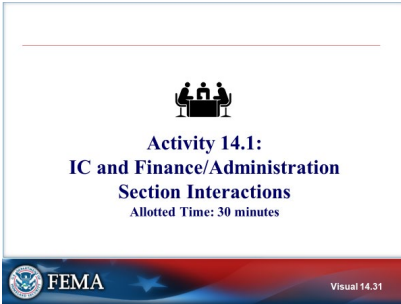 Activity 14.1:
IC and Finance/Administration
Section Interactions
Allotted Time: 30 minutes
FEMA
Visual 14.31